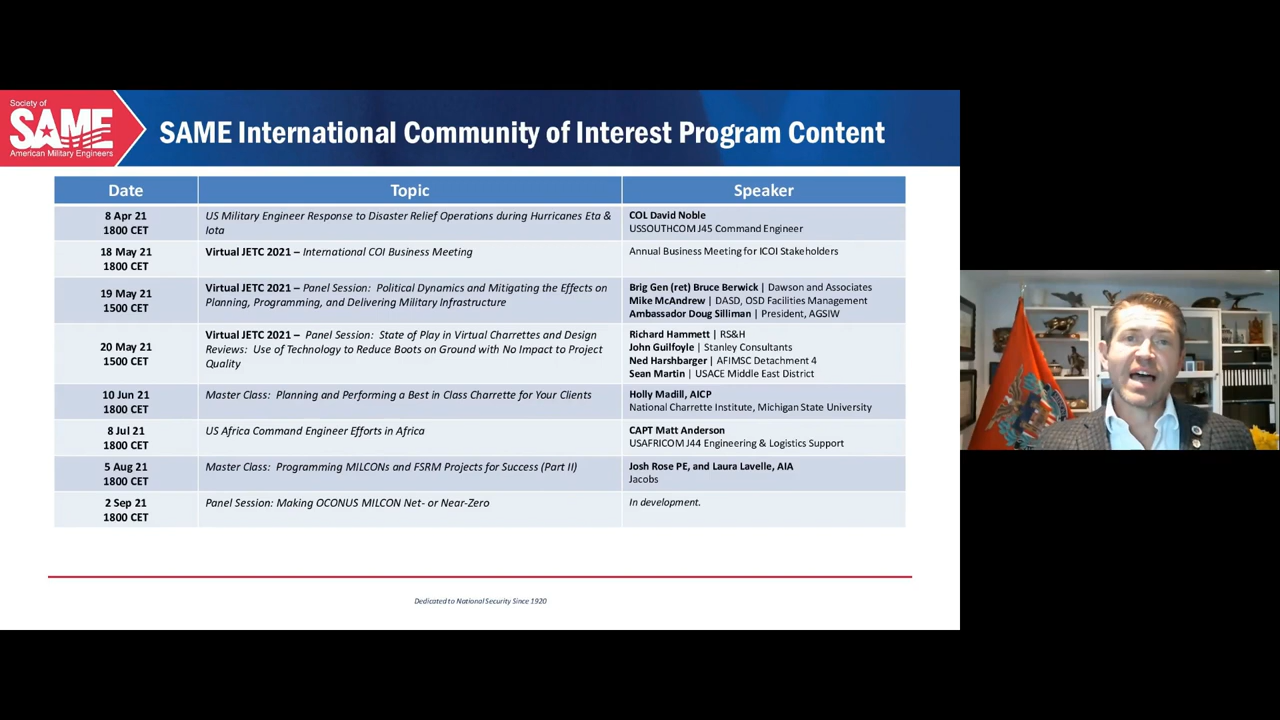 Society of
SAME
American Military Engineers
SAME International Community of Interest Program Content
Date
Topic
Speaker
8 Apr 21
1800 CET
US Military Engineer Response to Disaster Relief Operations during Hurricanes Eta &
Iota
COL David Noble
USSOUTHCOM J45 Command Engineer
18 May 21
1800 CET
Virtual JETC 2021 – International COI Business Meeting
Annual Business Meeting for ICOI Stakeholders
19 May 21
1500 CET
Virtual JETC 2021 – Panel Session: Political Dynamics and Mitigating the Effects on
Planning, Programming, and Delivering Military Infrastructure
Brig Gen (ret) Bruce Berwick | Dawson and Associates
Mike McAndrew | DASD, OSD Facilities Management
Ambassador Doug Silliman | President, AGSIW
20 May 21
1500 CET
Virtual JETC 2021 – Panel Session: State of Play in Virtual Charrettes and Design
Reviews: Use of Technology to Reduce Boots on Ground with No Impact to Project
Quality
Richard Hammett | RS&H
John Guilfoyle | Stanley Consultants
Ned Harshbarger | AFIMSC Detachment 4
Sean Martin | USACE Middle East District
10 Jun 21
1800 CET
Master Class: Planning and Performing a Best in Class Charrette for Your Clients
Holly Madill, AICP
National Charrette Institute, Michigan State University
8 Jul 21
1800 CET
US Africa Command Engineer Efforts in Africa
CAPT Matt Anderson
USAFRICOM J44 Engineering & Logistics Support
5 Aug 21
1800 CET
Master Class: Programming MILCONs and FSRM Projects for Success (Part II)
Josh Rose PE, and Laura Lavelle, AIA
Jacobs
2 Sep 21
1800 CET
Panel Session: Making OCONUS MILCON Net- or Near-Zero
In development.
Dedicated to National Security Since 1920